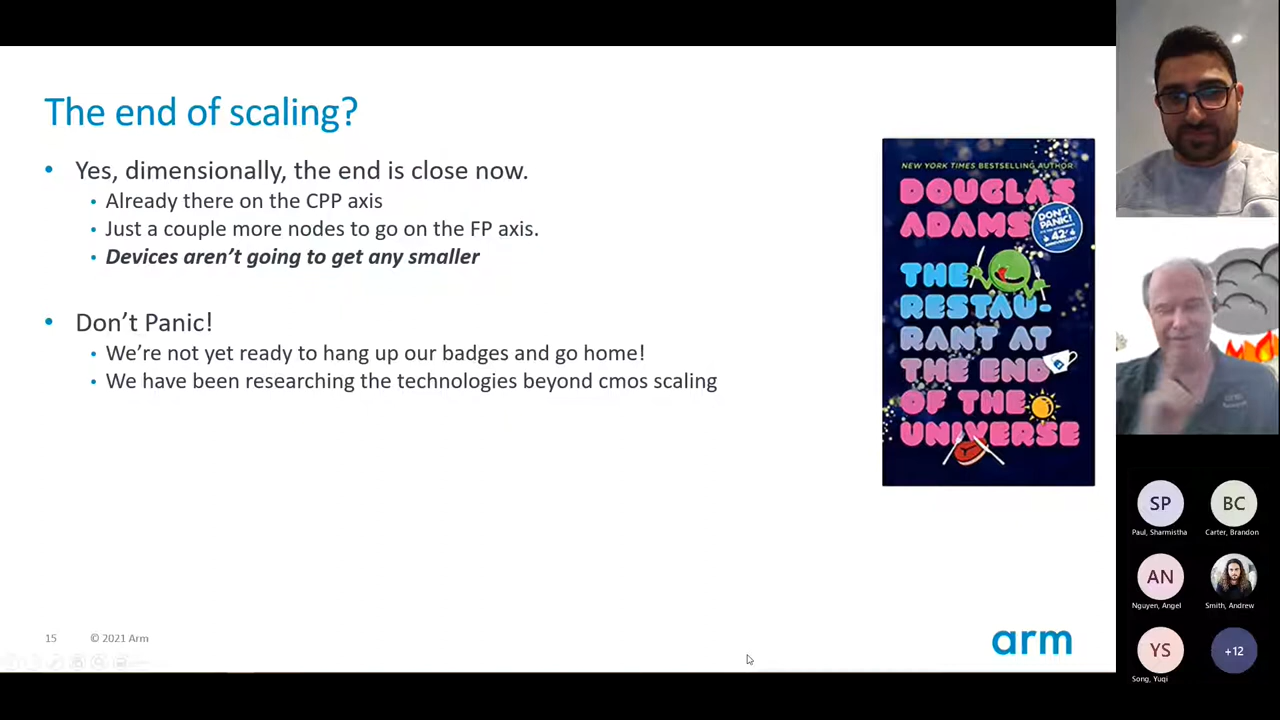 The end of scaling?
• Yes, dimensionally, the end is close now.
• Already there on the CPP axis
• Just a couple more nodes to go on the FP axis.
• Devices aren't going to get any smaller
• Don't Panic!
• We're not yet ready to hang up our badges and go home!
• We have been researching the technologies beyond cmos scaling
NEW YORK TIMES BESTSELLING AUTHOR
DOUGLAS
ADAMS
DON'T
PANIC!
42
THE
RESTAU-
RANT AT
THE END
OF THE
UNIVERSE
15 © 2021 Arm
arm
SP
Paul, Sharmistha
BC
Carter, Brandon
AN
Nguyen, Angel
Smith, Andrew
YS
Song, Yuqi
+12